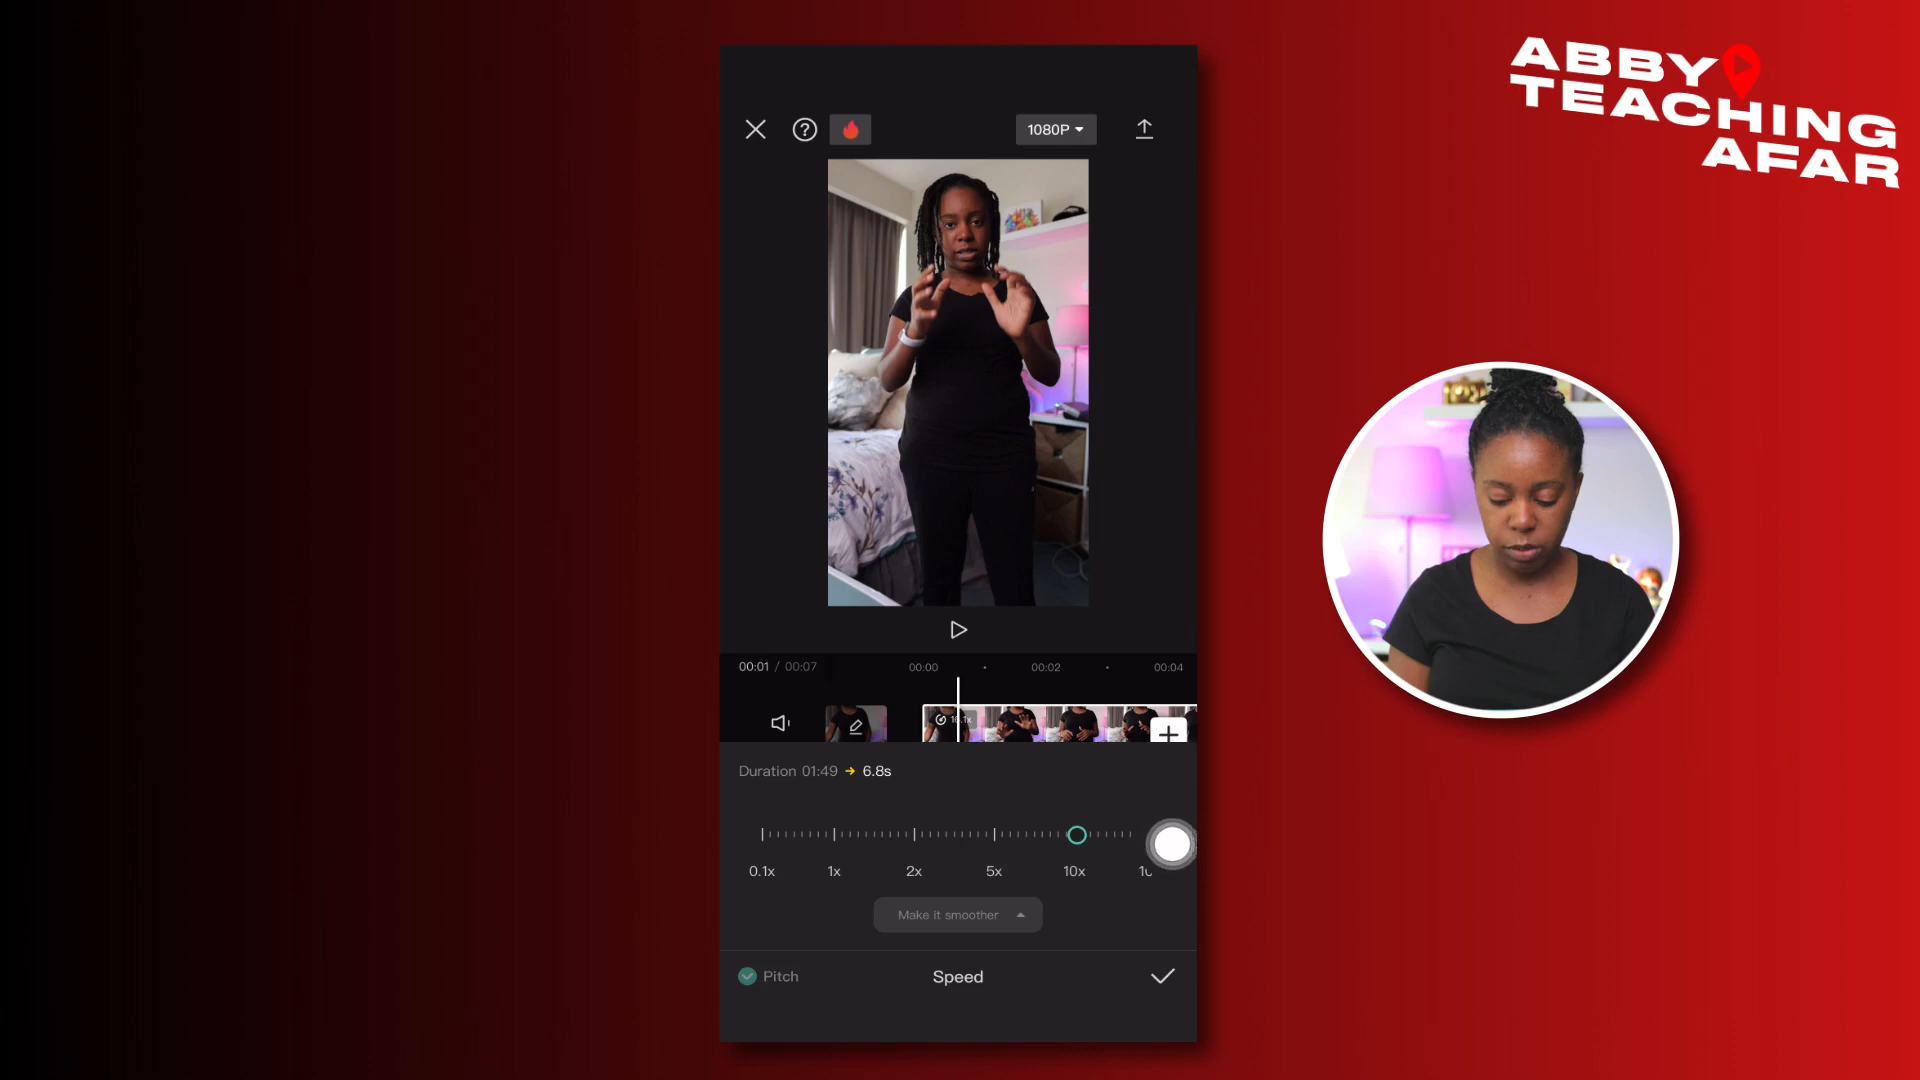 ABBY
TEACHING
AFAR
1080P
00:01 / 00:07
00:00
00:02
00:04
Duration 01:49 → 6.8s
0.1x
1x
2x
5x
10x
Make it smoother
Pitch
Speed